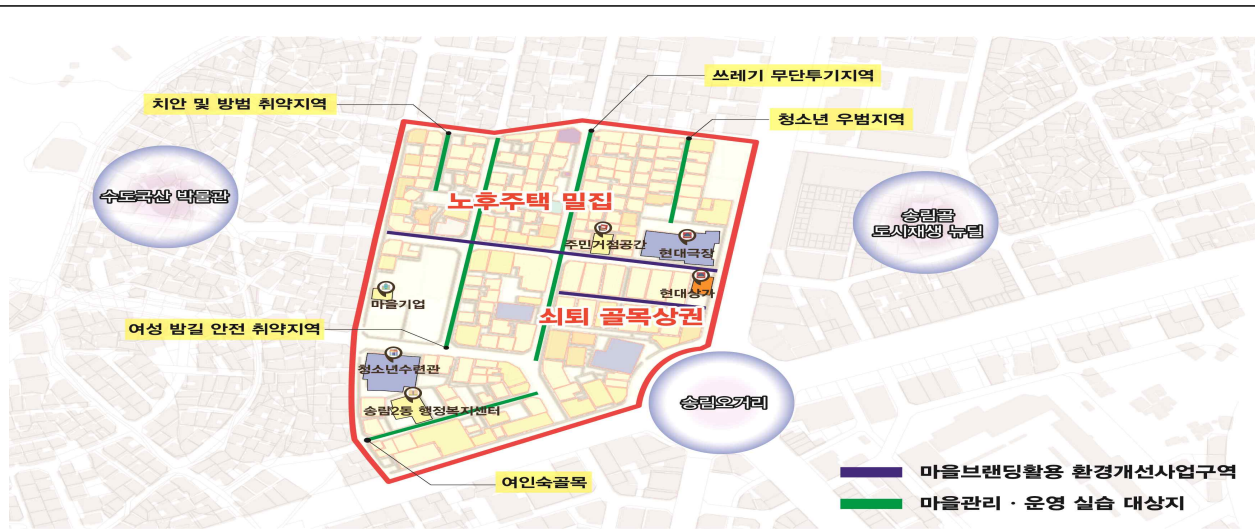 쓰레기 무단투기지역
치안 및 방범 취약지역
청소년 우범지역
수도국산 박물관
노후주택 밀집
송림골
도시재생 뉴딜
주민거점공간
현대극장
마을기업
현대상가
쇠퇴 골목상권
여성 밤길 안전 취약지역
청소년수련관
송림2동 행정복지센터
송림오거리
여인숙골목
마을브랜딩활용 환경개선사업구역
마을관리 · 운영 실습 대상지